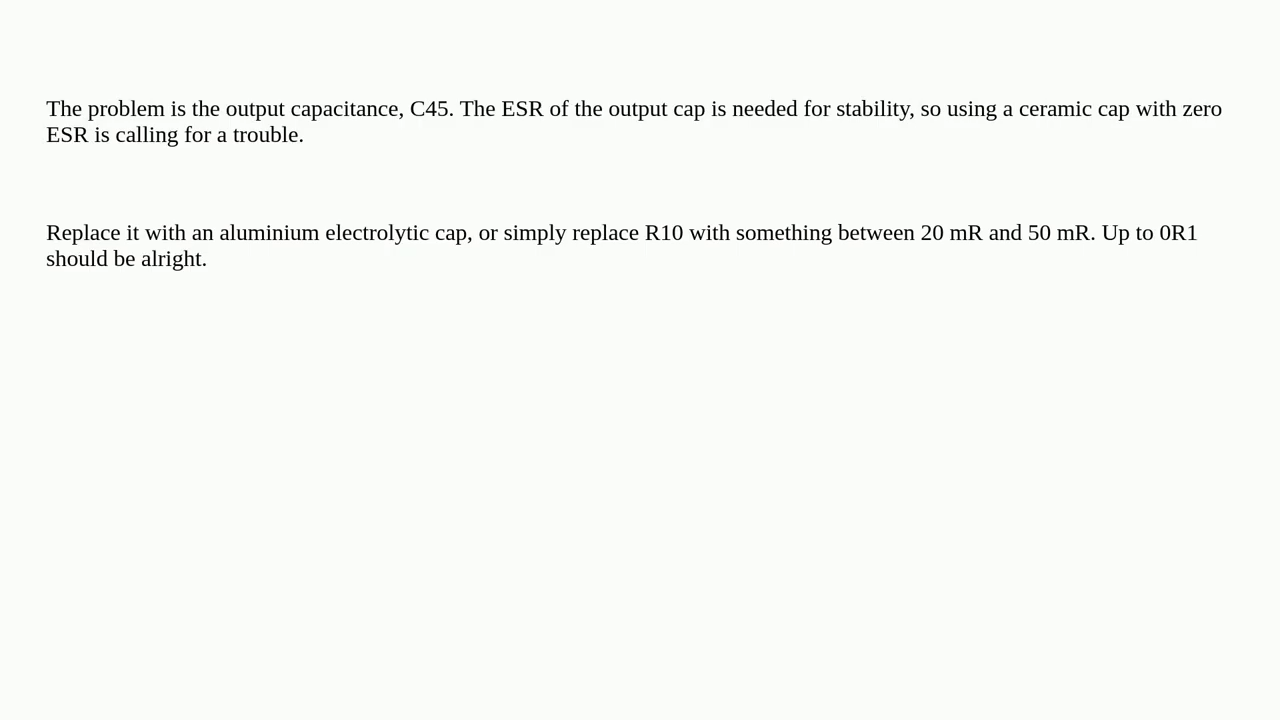 The problem is the output capacitance, C45. The ESR of the output cap is needed for stability, so using a ceramic cap with zero
ESR is calling for a trouble.
Replace it with an aluminium electrolytic cap, or simply replace R10 with something between 20 mR and 50 mR. Up to 0R1
should be alright.